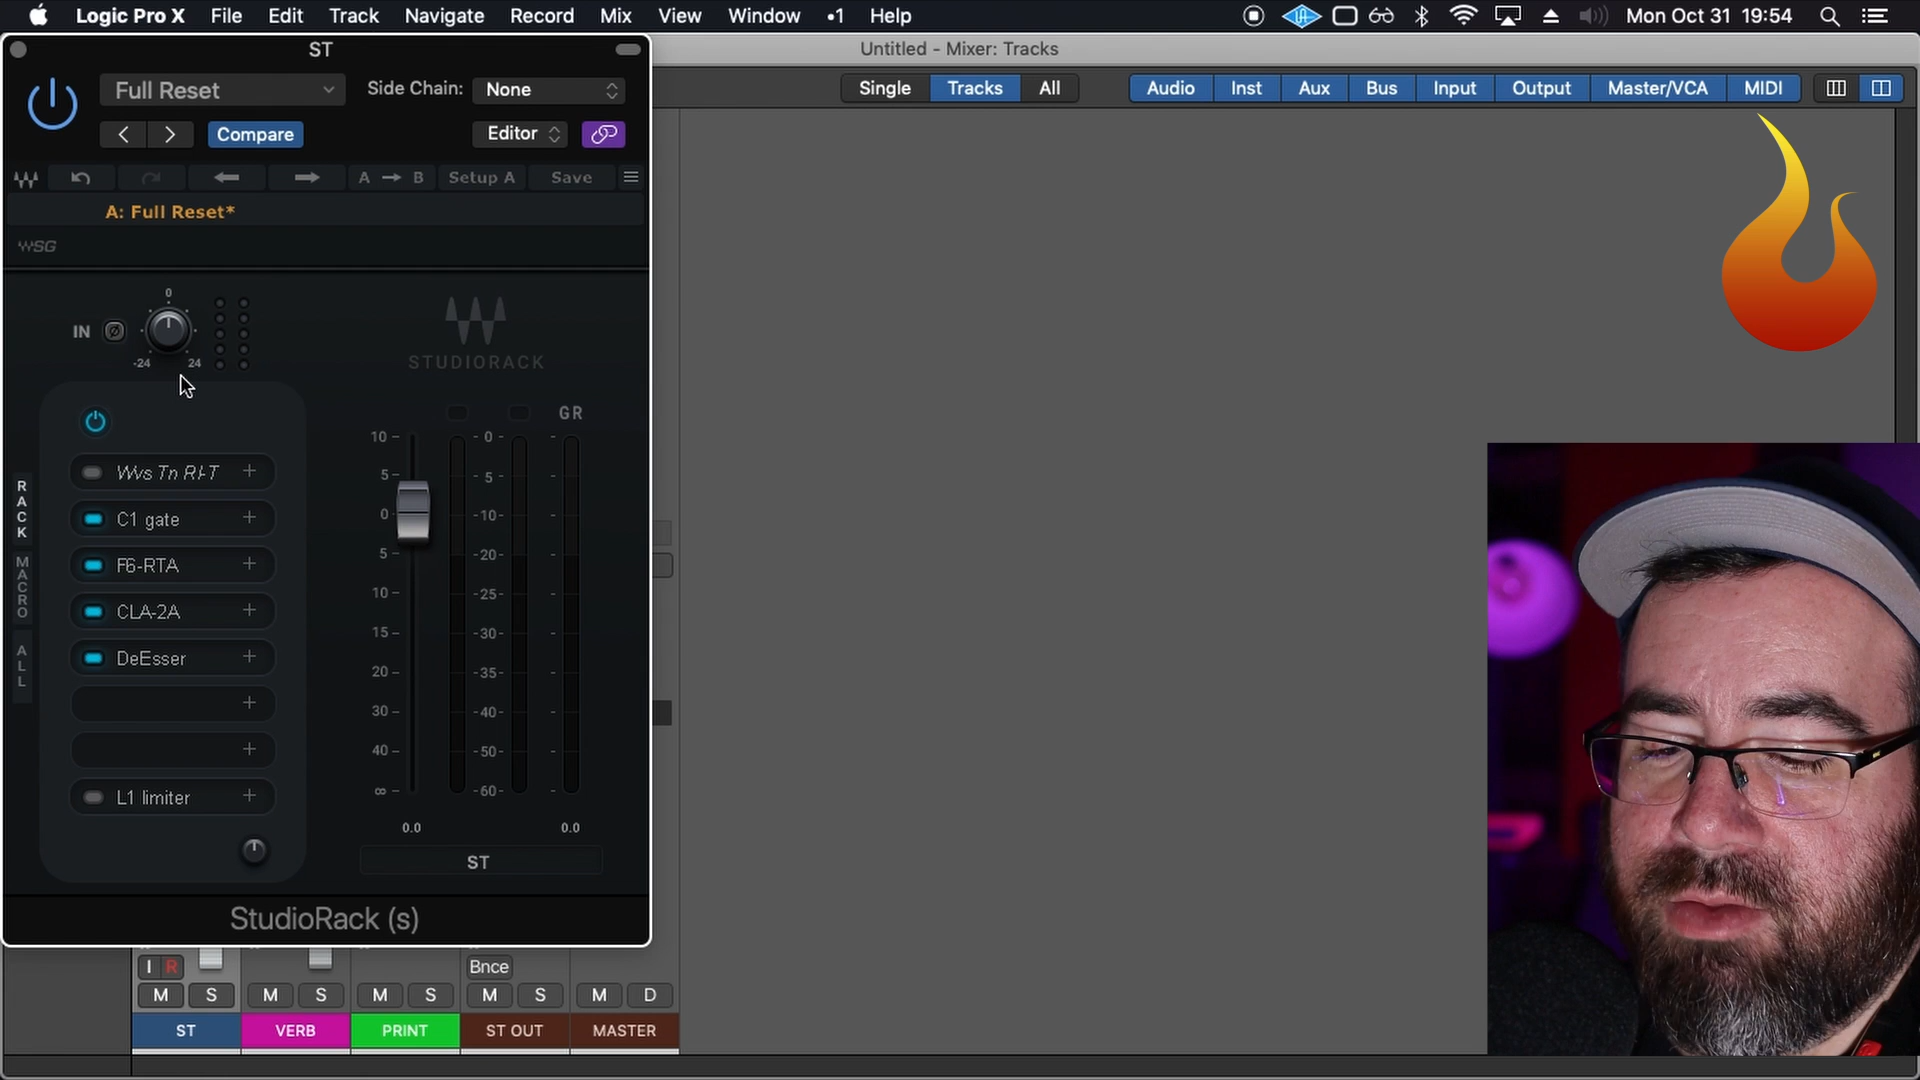 Logic Pro X File Edit Track Navigate Record Mix View Window •1 Help Mon Oct 31 19:54
ST
Untitled - Mixer: Tracks
Full Reset Side Chain: None
Single Tracks All Audio Inst Aux Bus Input Output Master/VCA MIDI
Compare Editor
A → B Setup A Save
A: Full Reset*
SG
0
IN
-24 24
STUDIORACK
RACK
MACRO
ALL
C1 gate
F6-RTA
CLA-2A
DeEsser
L1 limiter
GR
10 - 0
5 - 5
0 - 10
5 - 20
10 - 25
15 - 30
20 - 35
30 - 40
40 - 50
∞ - 60
0.0 0.0
ST
StudioRack (s)
I R Bnce
M S M S M S M S M D
ST VERB PRINT ST OUT MASTER